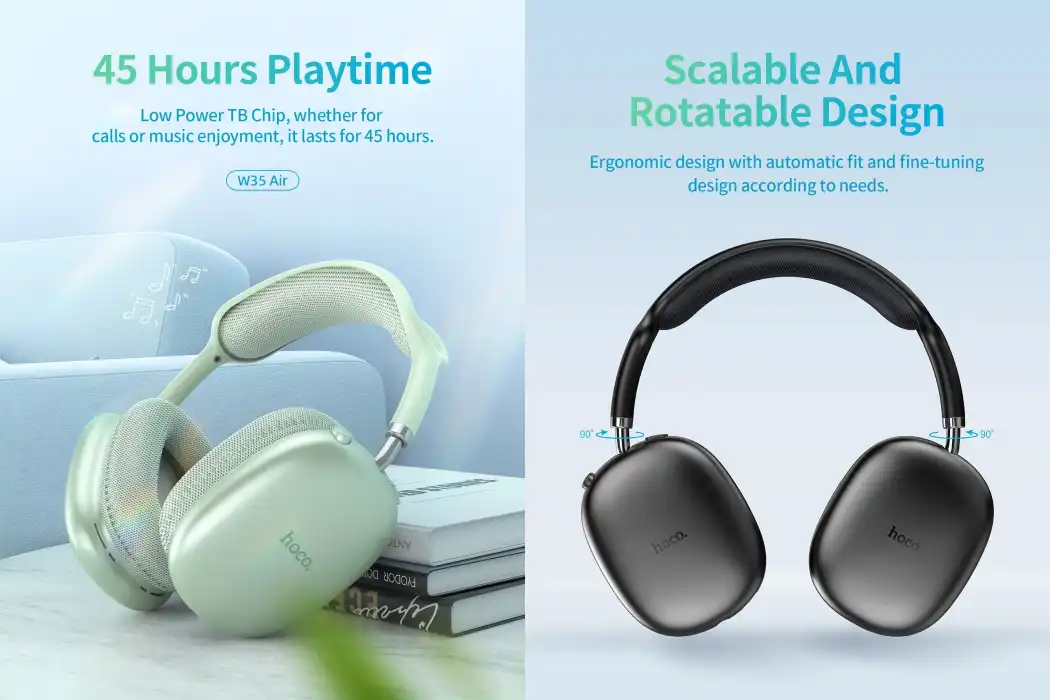 45 Hours Playtime
Low Power TB Chip, whether for
calls or music enjoyment, it lasts for 45 hours.
W35 Air
hoco.
FYODOR DOS
Scalable And
Rotatable Design
Ergonomic design with automatic fit and fine-tuning
design according to needs.
90°
90°
hoco.
hoco.